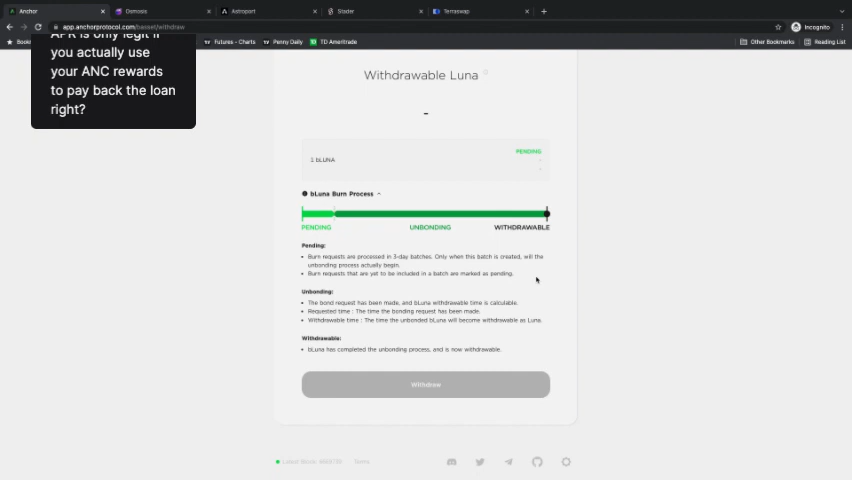 Anchor
Osmosis
Astroport
Stader
Terraswap
app.anchorprotocol.com/basset/withdraw
Incognito
Futures - Charts
Penny Daily
TD Ameritrade
Other Bookmarks
Reading List
APR is only legit if
you actually use
your ANC rewards
to pay back the loan
right?
Withdrawable Luna
-
1 bLUNA
PENDING
-
-
bLuna Burn Process
PENDING
UNBONDING
WITHDRAWABLE
Pending:
• Burn requests are processed in 3-day batches. Only when this batch is created, will the
unbonding process actually begin.
• Burn requests that are yet to be included in a batch are marked as pending.
Unbonding:
• The bond request has been made, and bLuna withdrawable time is calculable.
• Requested time : The time the bonding request has been made.
• Withdrawable time : The time the unbonded bLuna will become withdrawable as Luna.
Withdrawable:
• bLuna has completed the unbonding process, and is now withdrawable.
Withdraw
Latest Block
Terms